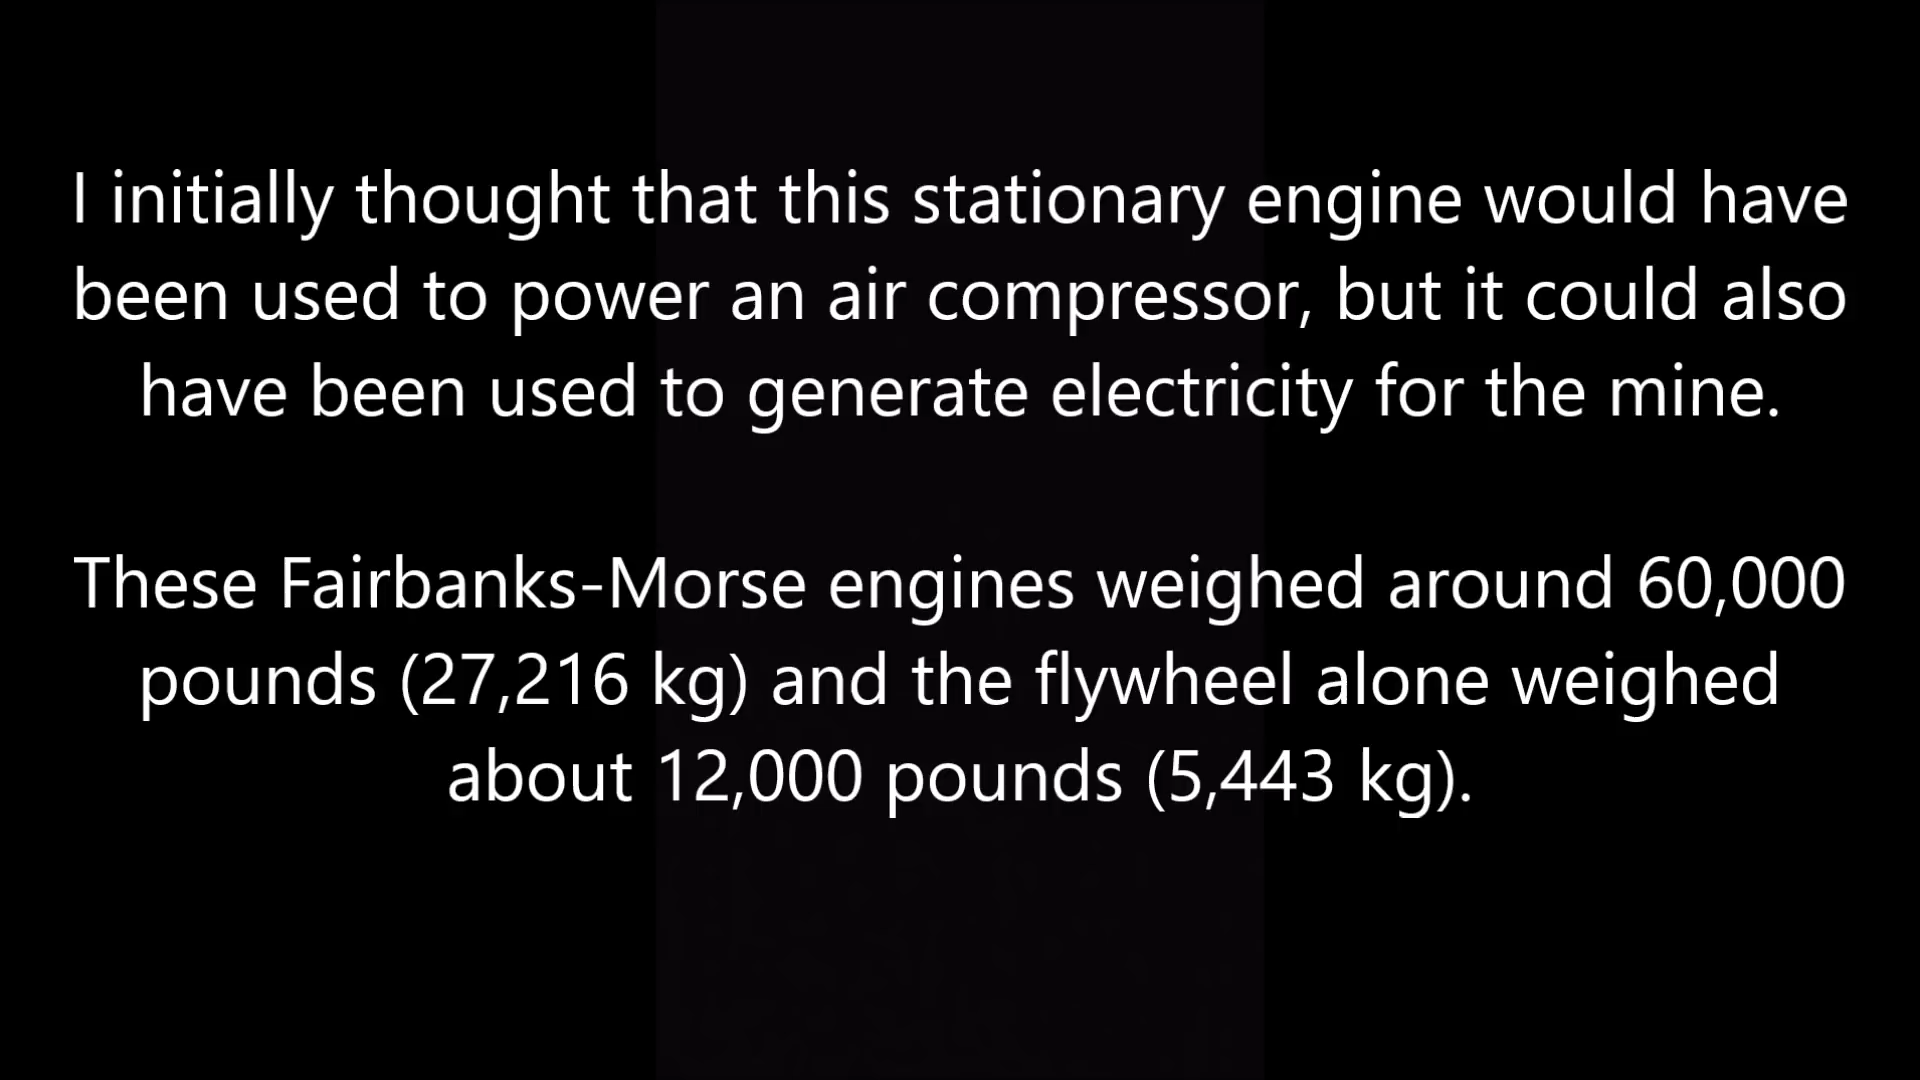 I initially thought that this stationary engine would have
been used to power an air compressor, but it could also
have been used to generate electricity for the mine.
These Fairbanks-Morse engines weighed around 60,000
pounds (27,216 kg) and the flywheel alone weighed
about 12,000 pounds (5,443 kg).